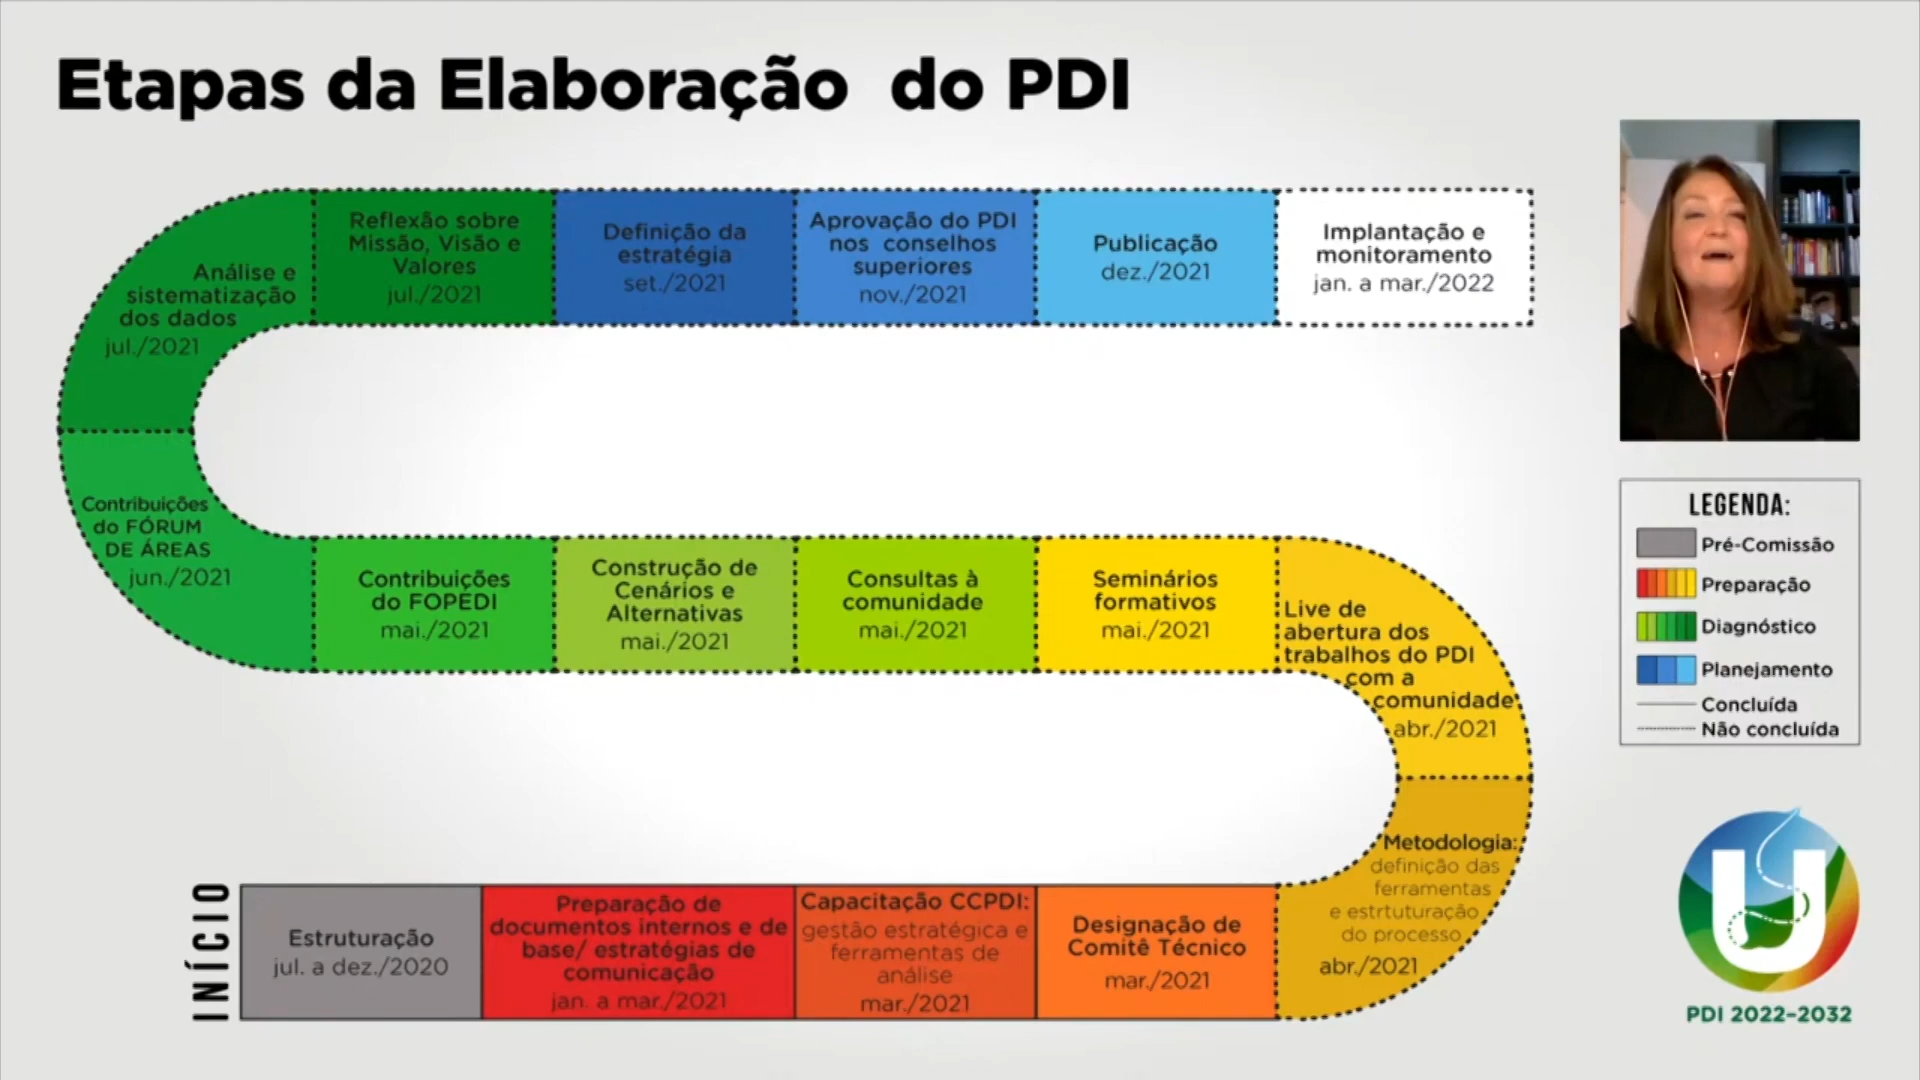 Etapas da Elaboração do PDI
Análise e
sistematização
dos dados
jul./2021
Reflexão sobre
Missão, Visão e
Valores
jul./2021
Definição da
estratégia
set./2021
Aprovação do PDI
nos conselhos
superiores
nov./2021
Publicação
dez./2021
Implantação e
monitoramento
jan. a mar./2022
Contribuições
do FÓRUM
DE ÁREAS
jun./2021
Contribuições
do FOPEDI
mai./2021
Construção de
Cenários e
Alternativas
mai./2021
Consultas à
comunidade
mai./2021
Seminários
formativos
mai./2021
Live de
abertura dos
trabalhos do PDI
com a
comunidade
abr./2021
Metodologia:
definição das
ferramentas
e estrtuturação
do processo
abr./2021
INÍCIO
Estruturação
jul. a dez./2020
Preparação de
documentos internos e de
base/ estratégias de
comunicação
jan. a mar./2021
Capacitação CCPDI:
gestão estratégica e
ferramentas de
análise
mar./2021
Designação de
Comitê Técnico
mar./2021
LEGENDA:
Pré-Comissão
Preparação
Diagnóstico
Planejamento
Concluída
Não concluída
U
PDI 2022-2032